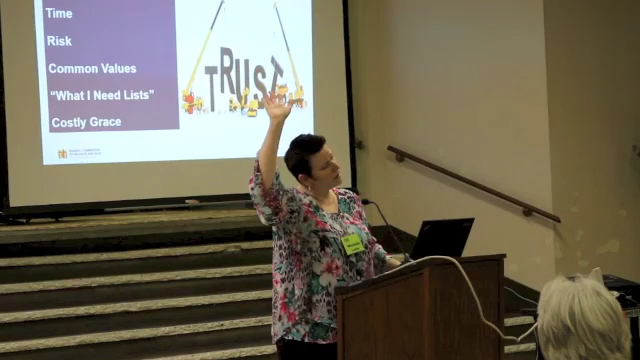 Time
Risk
Common Values
“What I Need Lists”
Costly Grace
TRUST